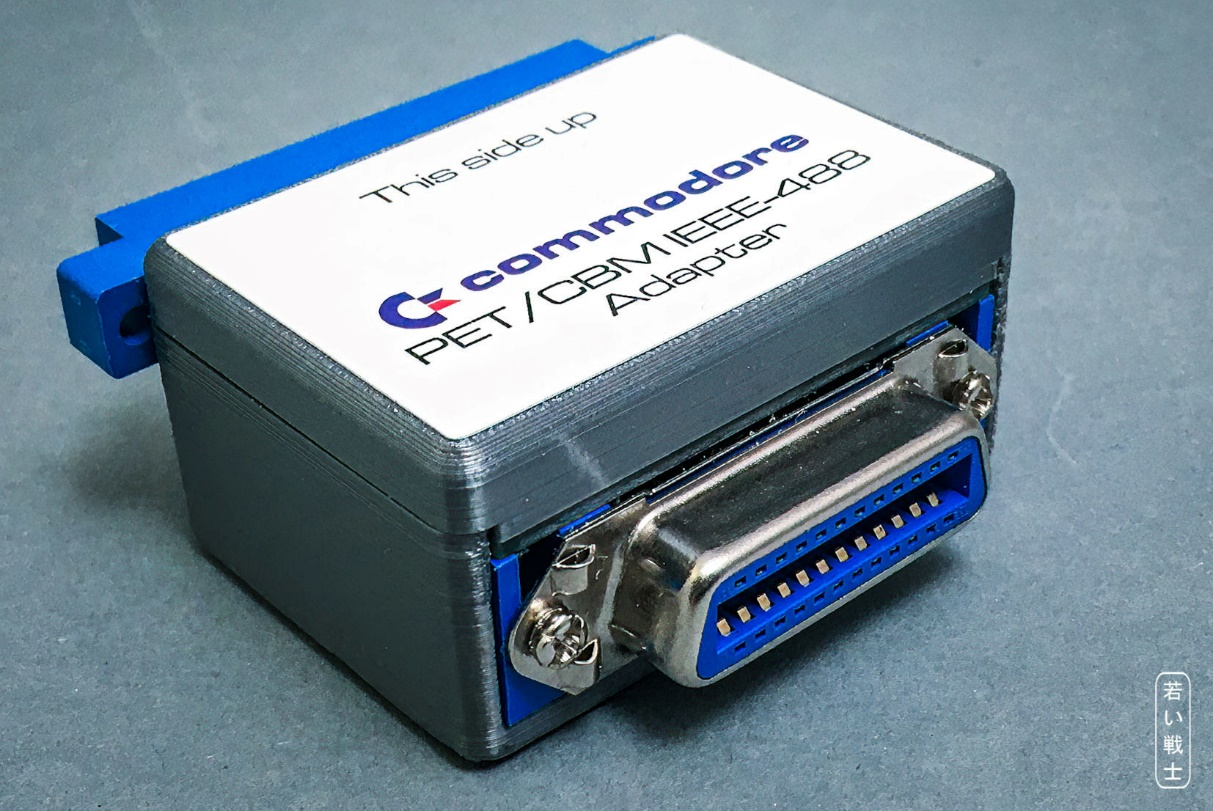 This side up
commodore
PET/CBM IEEE-488
Adapter
若い戦士